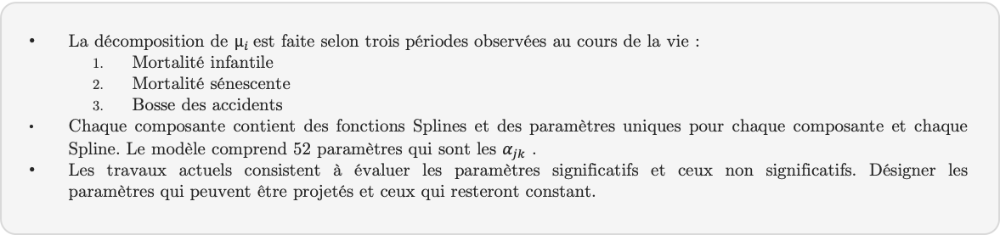 • La décomposition de μᵢ est faite selon trois périodes observées au cours de la vie :
1. Mortalité infantile
2. Mortalité sénescente
3. Bosse des accidents
• Chaque composante contient des fonctions Splines et des paramètres uniques pour chaque composante et chaque
Spline. Le modèle comprend 52 paramètres qui sont les αⱼₖ .
• Les travaux actuels consistent à évaluer les paramètres significatifs et ceux non significatifs. Désigner les
paramètres qui peuvent être projetés et ceux qui resteront constant.